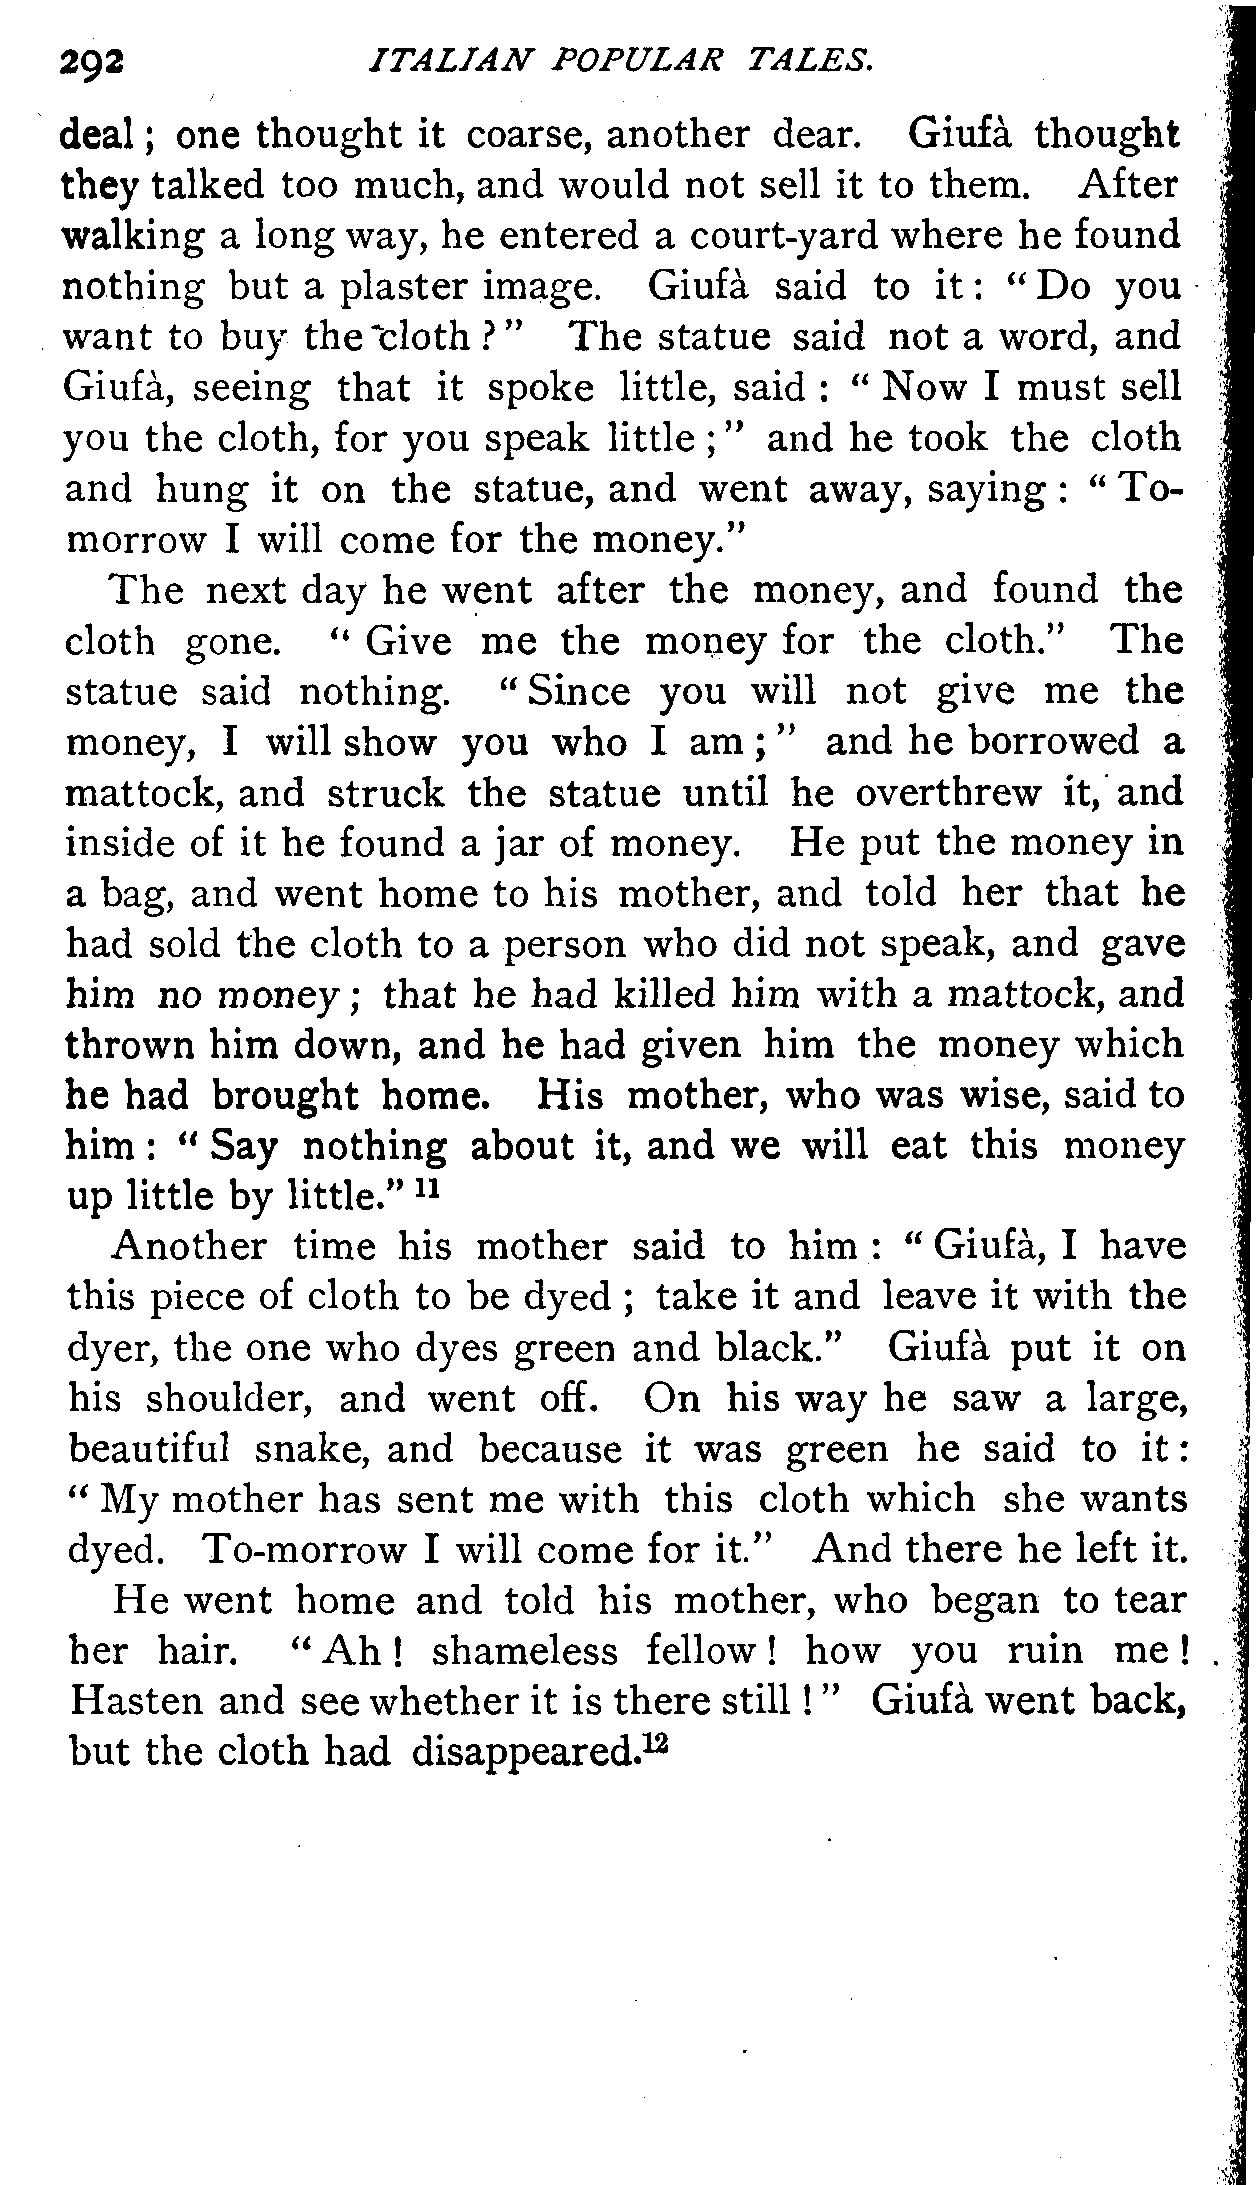 292 ITALIAN POPULAR TALES.
deal; one thought it coarse, another dear. Giufà thought
they talked too much, and would not sell it to them. After
walking a long way, he entered a court-yard where he found
nothing but a plaster image. Giufà said to it: "Do you
want to buy the cloth?" The statue said not a word, and
Giufà, seeing that it spoke little, said: "Now I must sell
you the cloth, for you speak little;" and he took the cloth
and hung it on the statue, and went away, saying: "To-
morrow I will come for the money."
The next day he went after the money, and found the
cloth gone. "Give me the money for the cloth." The
statue said nothing. "Since you will not give me the
money, I will show you who I am;" and he borrowed a
mattock, and struck the statue until he overthrew it, and
inside of it he found a jar of money. He put the money in
a bag, and went home to his mother, and told her that he
had sold the cloth to a person who did not speak, and gave
him no money; that he had killed him with a mattock, and
thrown him down, and he had given him the money which
he had brought home. His mother, who was wise, said to
him: "Say nothing about it, and we will eat this money
up little by little." 11
Another time his mother said to him: "Giufà, I have
this piece of cloth to be dyed; take it and leave it with the
dyer, the one who dyes green and black." Giufà put it on
his shoulder, and went off. On his way he saw a large,
beautiful snake, and because it was green he said to it:
"My mother has sent me with this cloth which she wants
dyed. To-morrow I will come for it." And there he left it.
He went home and told his mother, who began to tear
her hair. "Ah! shameless fellow! how you ruin me!
Hasten and see whether it is there still!" Giufà went back,
but the cloth had disappeared.12